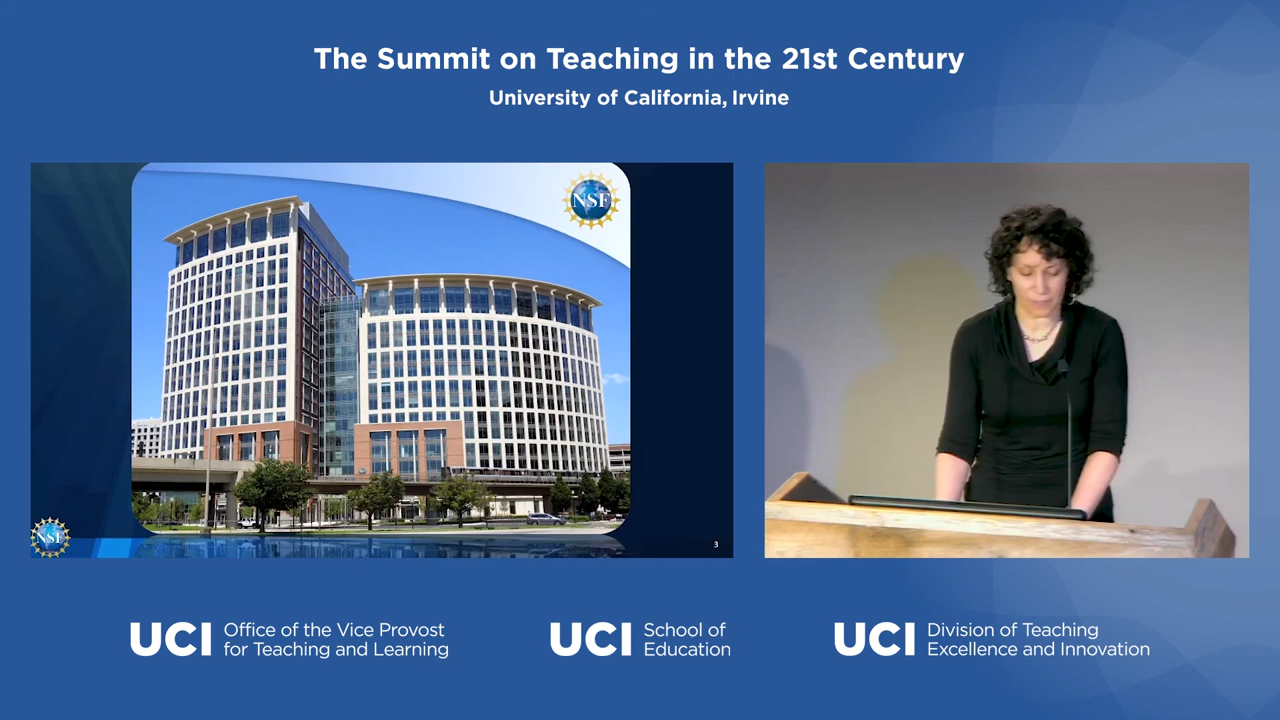 The Summit on Teaching in the 21st Century
University of California, Irvine
NSF
NSF
3
UCI Office of the Vice Provost
for Teaching and Learning
UCI School of
Education
UCI Division of Teaching
Excellence and Innovation